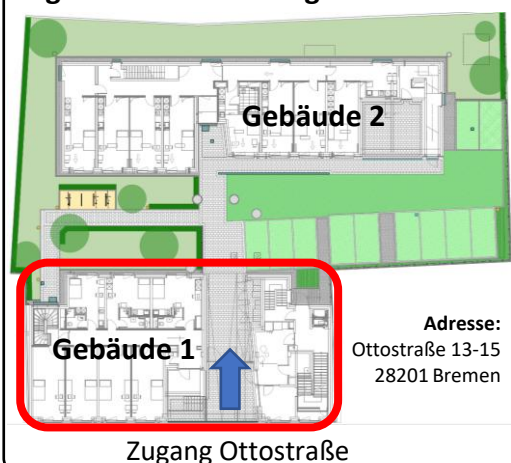 Gebäude 2
Gebäude 1
Adresse:
Ottostraße 13-15
28201 Bremen
Zugang Ottostraße